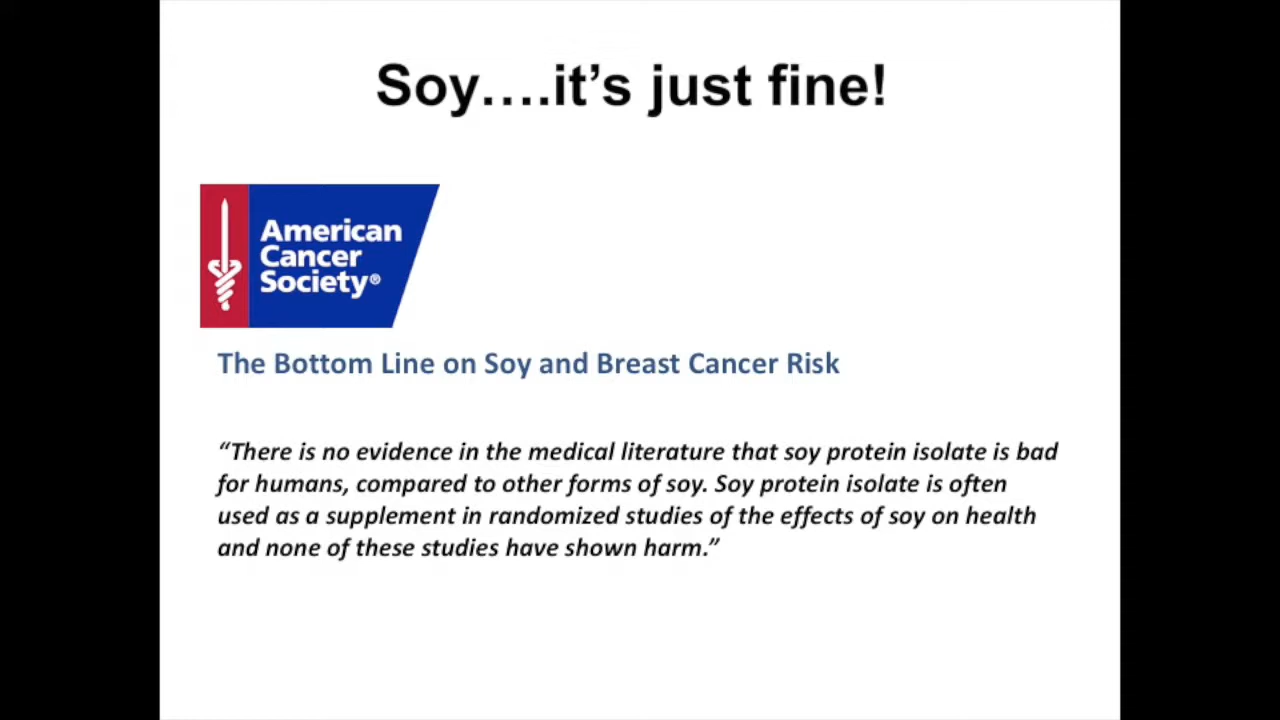 Soy….it’s just fine!
American
Cancer
Society®
The Bottom Line on Soy and Breast Cancer Risk
“There is no evidence in the medical literature that soy protein isolate is bad
for humans, compared to other forms of soy. Soy protein isolate is often
used as a supplement in randomized studies of the effects of soy on health
and none of these studies have shown harm.”